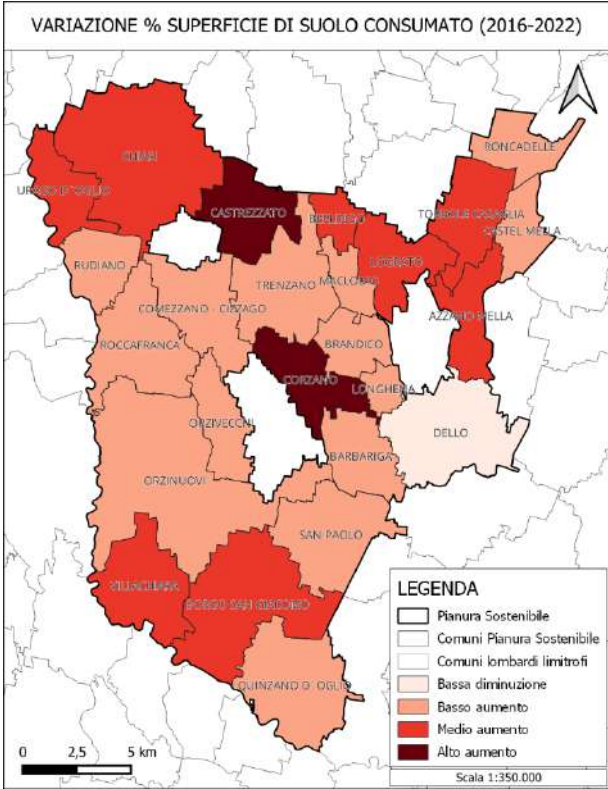 VARIAZIONE % SUPERFICIE DI SUOLO CONSUMATO (2016-2022)
RONCADELLE
CHIARI
URAGO D'OGLIO
CASTREZZATO
TORBOLE CASAGLIA
BERLINGO
CASTEL MELLA
LOGRATO
RUDIANO
TRENZANO
MACLODIO
COMEZZANO - CIZZAGO
AZZANO MELLA
ROCCAFRANCA
BRANDICO
CORZANO
LONGHENA
ORZIVECCHI
DELLO
BARBARIGA
ORZINUOVI
SAN PAOLO
VILLACHIARA
BORGO SAN GIACOMO
QUINZANO D'OGLIO
LEGENDA
Pianura Sostenibile
Comuni Pianura Sostenibile
Comuni lombardi limitrofi
Bassa diminuzione
Basso aumento
Medio aumento
Alto aumento
0 2,5 5 km
Scala 1:350.000